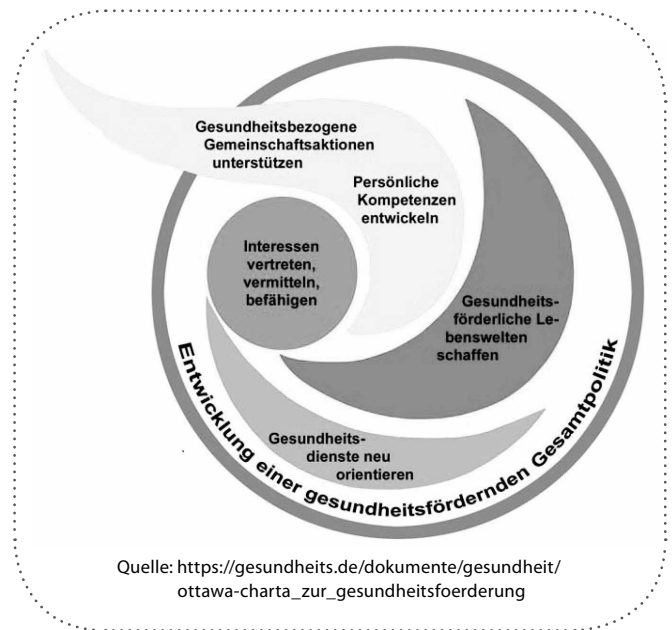 Gesundheitsbezogene
Gemeinschaftsaktionen
unterstützen
Persönliche
Kompetenzen
entwickeln
Interessen
vertreten,
vermitteln,
befähigen
Gesundheits-
förderliche Le-
benswelten
schaffen
Gesundheits-
dienste neu
orientieren
Entwicklung einer gesundheitsfördernden Gesamtpolitik
Quelle: https://gesundheits.de/dokumente/gesundheit/
ottawa-charta_zur_gesundheitsfoerderung